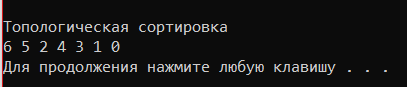 Топологическая сортировка
6 5 2 4 3 1 0
Для продолжения нажмите любую клавишу . . .